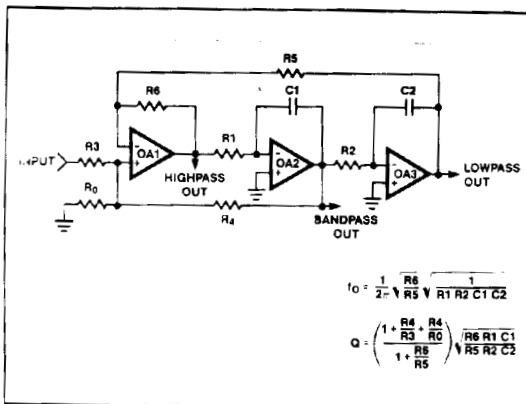 R5
R6
C1
C2
R3
OA1
R1
OA2
R2
OA3
HIGHPASS
OUT
LOWPASS
OUT
R0
R4
BANDPASS
OUT
− +
− +
− +
f0 = 1/2π √R6/R5 √1/R1 R2 C1 C2
Q = (1 + R4/R3 + R4/R0 / 1 + R6/R5) √R6 R1 C1/R5 R2 C2